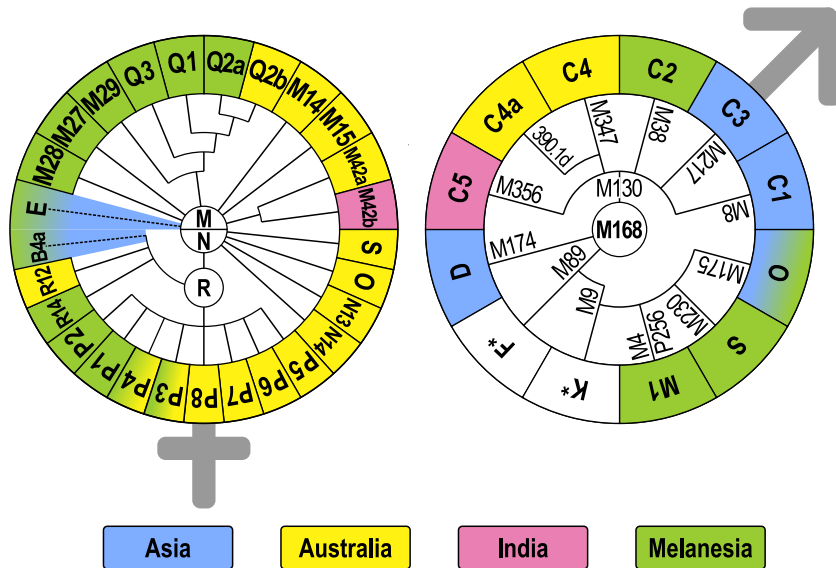 M28
M27
M29
Q3
Q1
Q2a
Q2b
M14
M15
M42a
M42b
S
O
N13
N14
P5
P6
P7
P8
P3
P4
P1
P2
R14
R12
B4a
E
M
N
R
C5
C4a
C4
C2
C3
C1
O
S
M1
K*
F*
D
M356
390.1d
M347
M38
M217
M8
M130
M168
M174
M89
M9
M4
P256
M230
M175
Asia
Australia
India
Melanesia